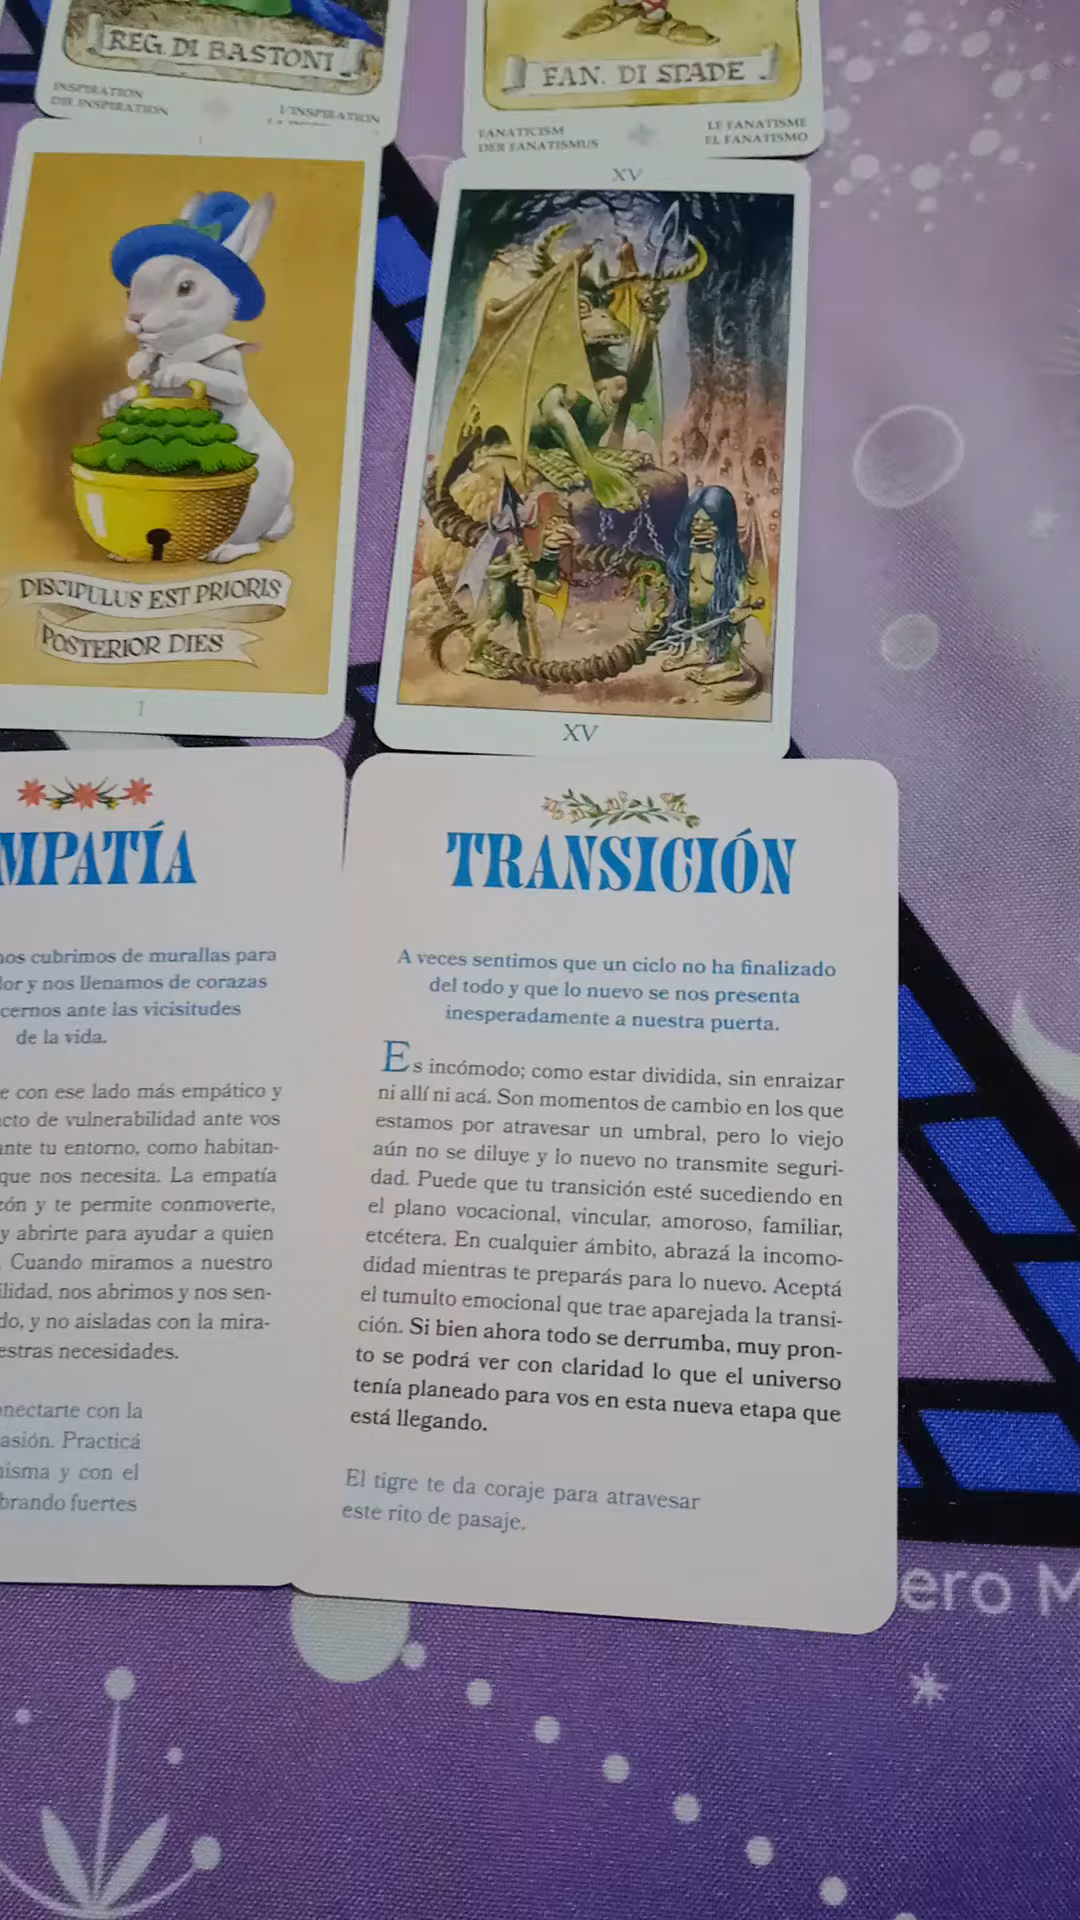 REG. DI BASTONI
INSPIRATION
DIE INSPIRATION
L'INSPIRATION
FAN. DI SPADE
FANATICISM
DER FANATISMUS
LE FANATISME
EL FANATISMO
I
DISCIPULUS EST PRIORIS
POSTERIOR DIES
I
XV
XV
MPATÍA
nos cubrimos de murallas para
lor y nos llenamos de corazas
cernos ante las vicisitudes
de la vida.
e con ese lado más empático y
cto de vulnerabilidad ante vos
ante tu entorno, como habitan-
que nos necesita. La empatía
zón y te permite conmoverte,
y abrirte para ayudar a quien
. Cuando miramos a nuestro
ilidad, nos abrimos y nos sen-
do, y no aisladas con la mira-
estras necesidades.
nectarte con la
asión. Practicá
misma y con el
brando fuertes
TRANSICIÓN
A veces sentimos que un ciclo no ha finalizado
del todo y que lo nuevo se nos presenta
inesperadamente a nuestra puerta.
Es incómodo; como estar dividida, sin enraizar
ni allí ni acá. Son momentos de cambio en los que
estamos por atravesar un umbral, pero lo viejo
aún no se diluye y lo nuevo no transmite seguri-
dad. Puede que tu transición esté sucediendo en
el plano vocacional, vincular, amoroso, familiar,
etcétera. En cualquier ámbito, abrazá la incomo-
didad mientras te preparás para lo nuevo. Aceptá
el tumulto emocional que trae aparejada la transi-
ción. Si bien ahora todo se derrumba, muy pron-
to se podrá ver con claridad lo que el universo
tenía planeado para vos en esta nueva etapa que
está llegando.
El tigre te da coraje para atravesar
este rito de pasaje.
ero M